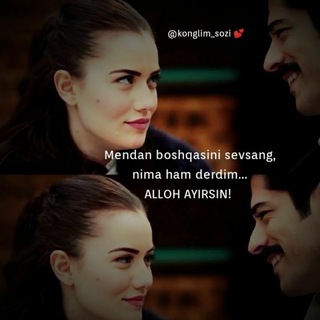 @konglim_sozi 💕
Mendan boshqasini sevsang,
nima ham derdim...
ALLOH AYIRSIN!